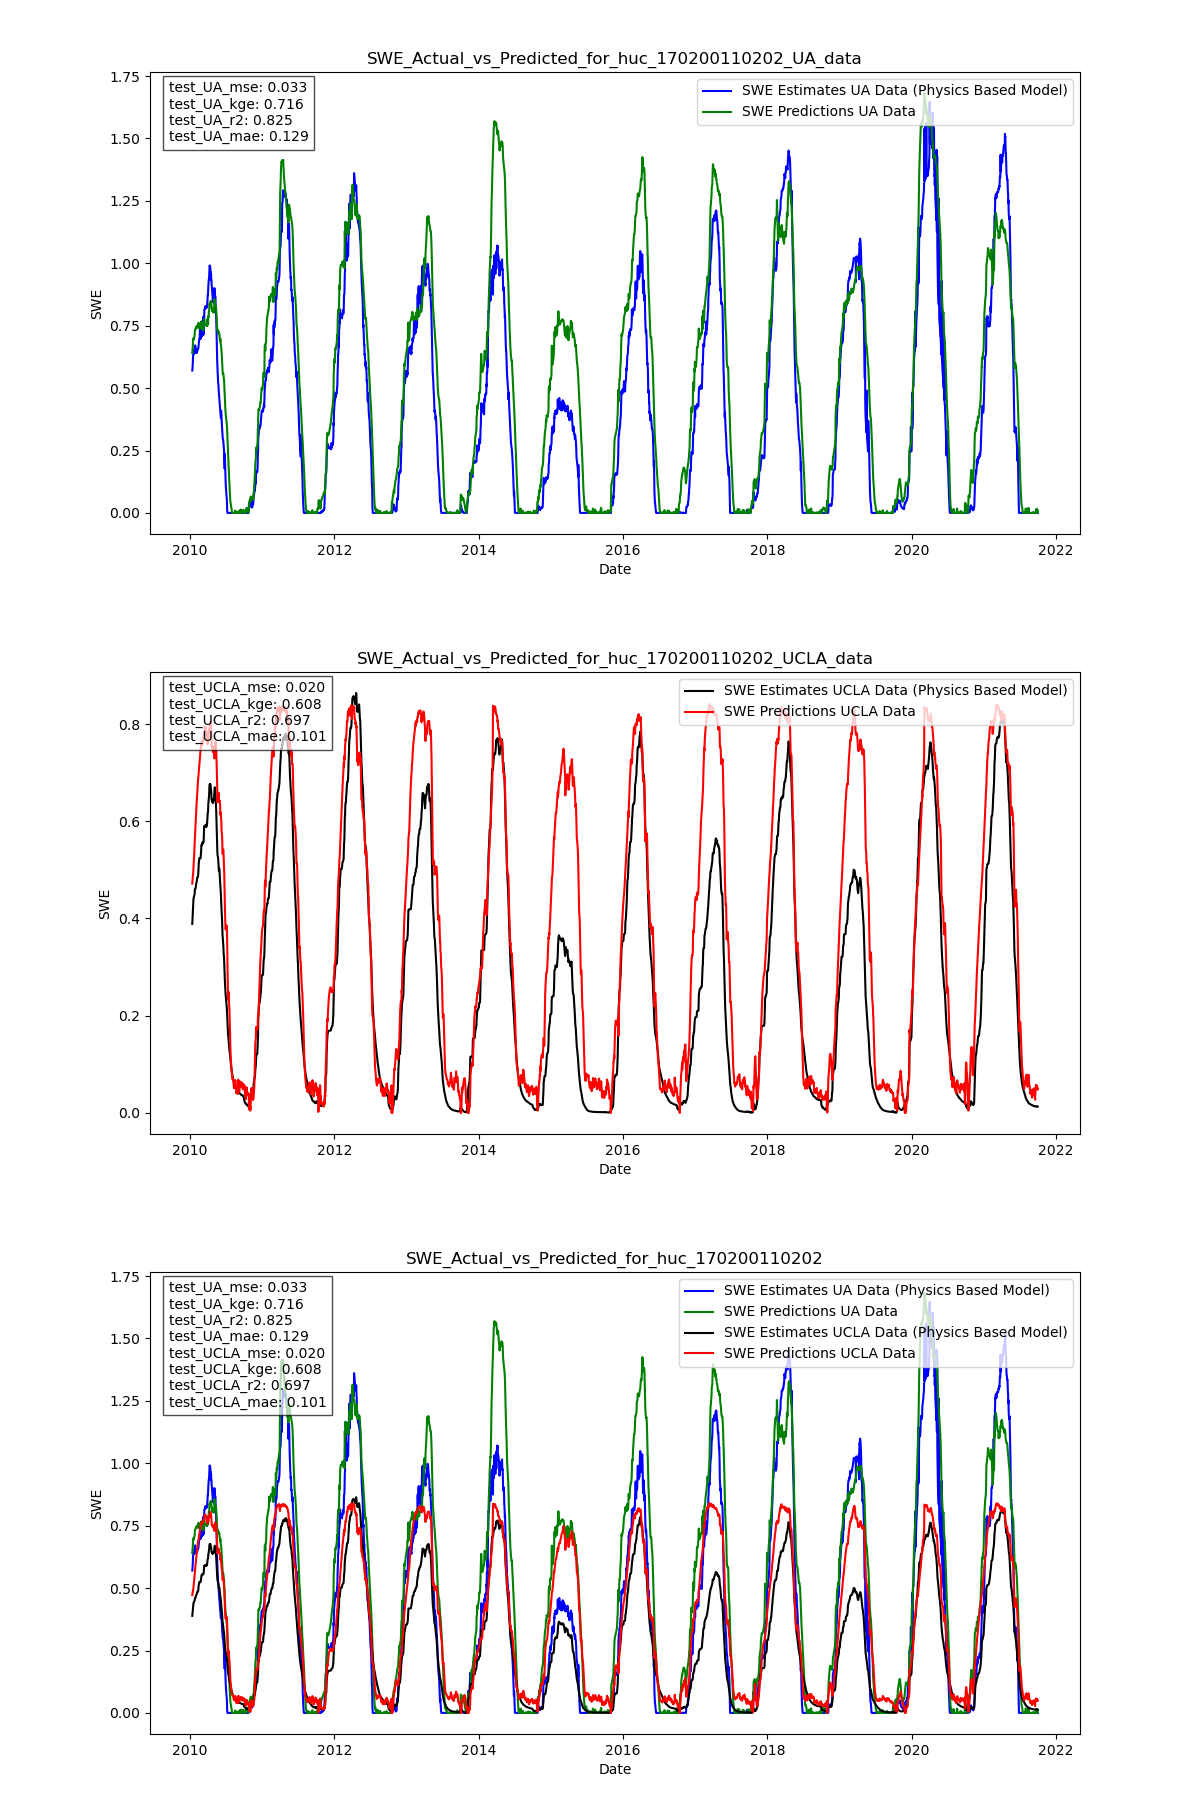 SWE_Actual_vs_Predicted_for_huc_170200110202_UA_data
test_UA_mse: 0.033
test_UA_kge: 0.716
test_UA_r2: 0.825
test_UA_mae: 0.129
SWE Estimates UA Data (Physics Based Model)
SWE Predictions UA Data
1.75
1.50
1.25
1.00
0.75
0.50
0.25
0.00
SWE
2010 2012 2014 2016 2018 2020 2022
Date
SWE_Actual_vs_Predicted_for_huc_170200110202_UCLA_data
test_UCLA_mse: 0.020
test_UCLA_kge: 0.608
test_UCLA_r2: 0.697
test_UCLA_mae: 0.101
SWE Estimates UCLA Data (Physics Based Model)
SWE Predictions UCLA Data
0.8
0.6
0.4
0.2
0.0
SWE
2010 2012 2014 2016 2018 2020 2022
Date
SWE_Actual_vs_Predicted_for_huc_170200110202
test_UA_mse: 0.033
test_UA_kge: 0.716
test_UA_r2: 0.825
test_UA_mae: 0.129
test_UCLA_mse: 0.020
test_UCLA_kge: 0.608
test_UCLA_r2: 0.697
test_UCLA_mae: 0.101
SWE Estimates UA Data (Physics Based Model)
SWE Predictions UA Data
SWE Estimates UCLA Data (Physics Based Model)
SWE Predictions UCLA Data
1.75
1.50
1.25
1.00
0.75
0.50
0.25
0.00
SWE
2010 2012 2014 2016 2018 2020 2022
Date